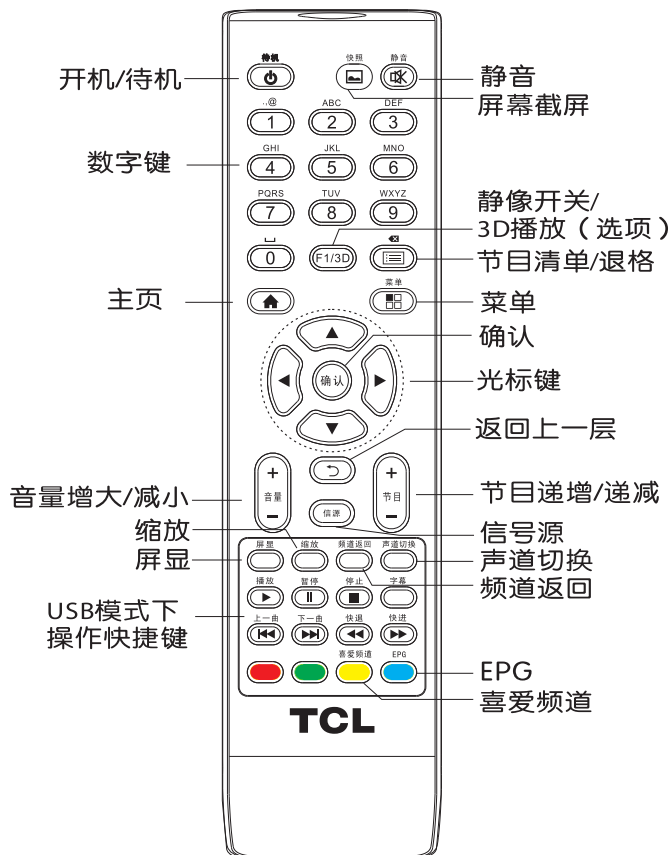 待机
快照
静音
开机/待机
静音
屏幕截屏
.,@
ABC
DEF
1
2
3
GHI
JKL
MNO
数字键
4
5
6
PQRS
TUV
WXYZ
7
8
9
静像开关/
3D播放（选项）
0
F1/3D
节目清单/退格
菜单
主页
菜单
确认
确认
光标键
返回上一层
+
音量
−
+
节目
−
信源
音量增大/减小
节目递增/递减
缩放
信号源
屏显
屏显
缩放
频道返回
声道切换
声道切换
频道返回
播放
暂停
停止
字幕
USB模式下
操作快捷键
上一曲
下一曲
快退
快进
喜爱频道
EPG
EPG
喜爱频道
TCL